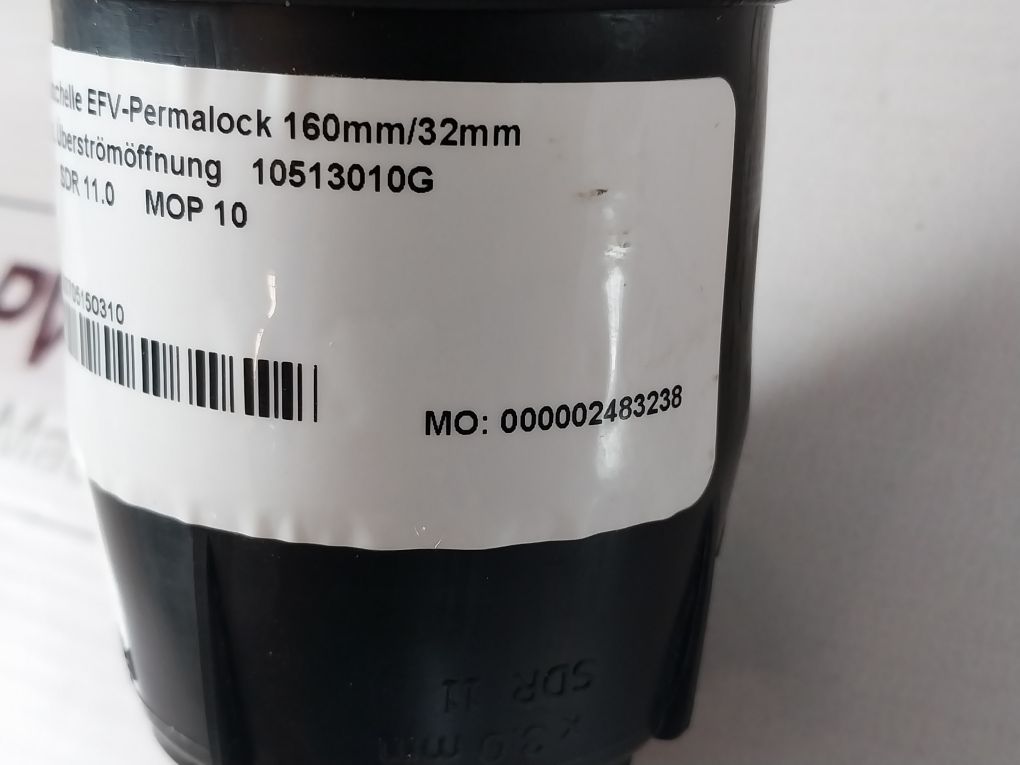 EFV-Permalock 160mm/32mm
Überströmöffnung 10513010G
SDR 11.0 MOP 10
MO: 000002483238
SDR 11